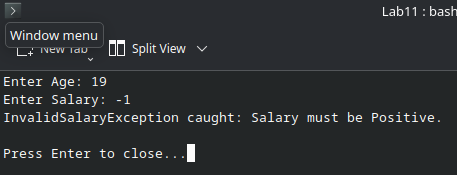 Lab11 : bash
Window menu
New Tab
Split View
Enter Age: 19
Enter Salary: -1
InvalidSalaryException caught: Salary must be Positive.
Press Enter to close...